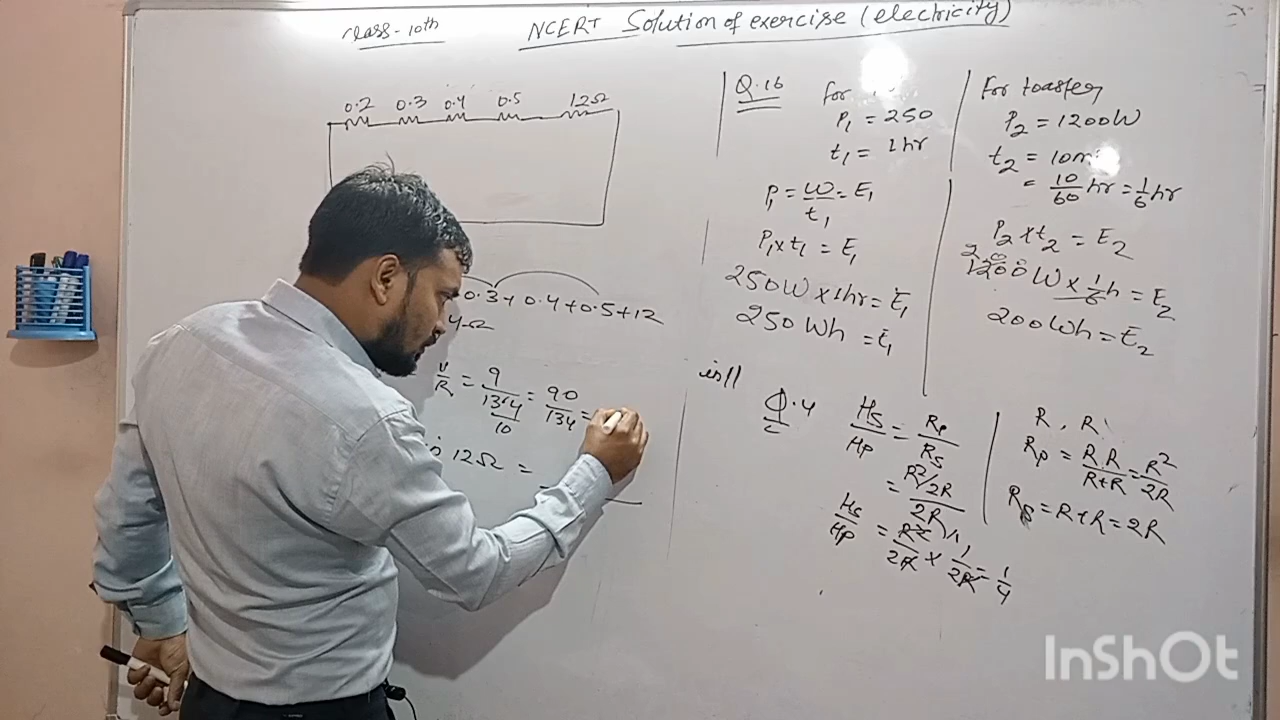 Class-10th
NCERT Solution of exercise (electricity)
0.2 0.3 0.4 0.5 12Ω
0.3 + 0.4 + 0.5 + 12
4Ω
V/R = 9/(134/10) = 90/134 =
12Ω =
Q.16
for
P₁ = 250
t₁ = 1hr
P₁ = W/t₁ = E₁
P₁ x t₁ = E₁
250W x 1hr = E₁
250 Wh = E₁
For toaster
P₂ = 1200W
t₂ = 10m
= 10/60 hr = 1/6 hr
P₂ x t₂ = E₂
200
1200W x 1/6 h = E₂
200Wh = E₂
Q.4
Hs/Hp = Rp/Rs
= (R²/2R)/2R
Hs/Hp = R²/2R x 1/2R = 1/4
R, R
Rp = R R/R+R = R²/2R
Rs = R+R = 2R
InShOt